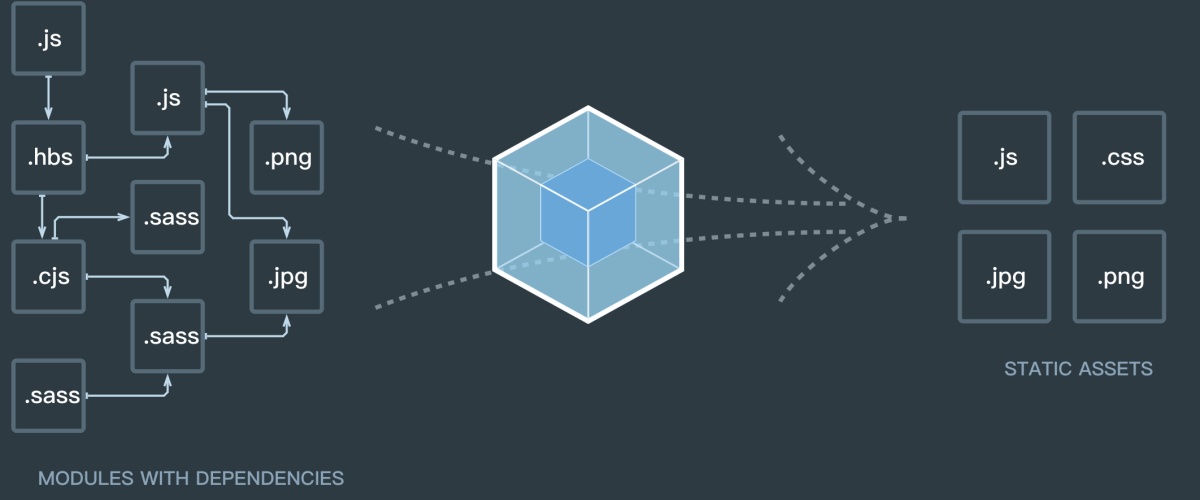 .js
.js
.hbs
.png
.sass
.cjs
.jpg
.sass
.sass
MODULES WITH DEPENDENCIES
.js
.css
.jpg
.png
STATIC ASSETS